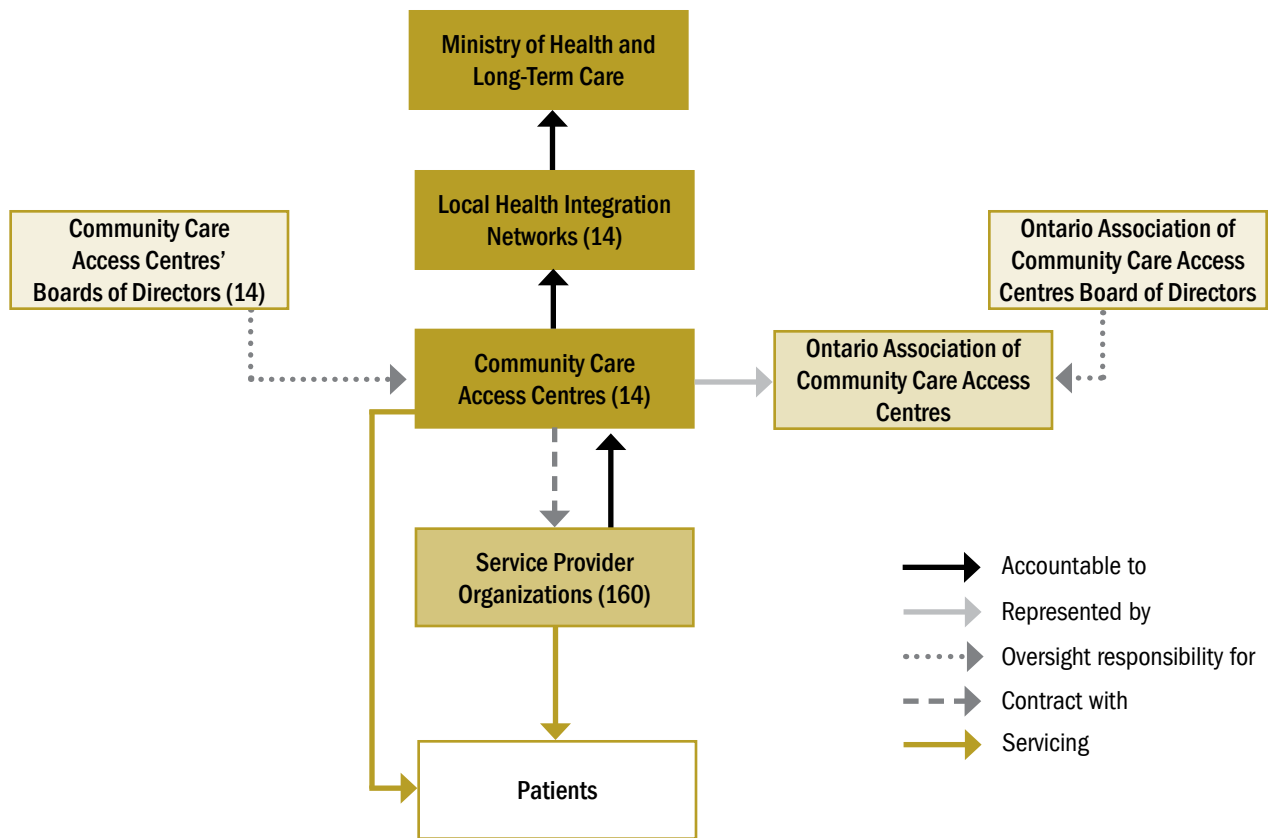 Ministry of Health and
Long-Term Care
Local Health Integration
Networks (14)
Community Care
Access Centres’
Boards of Directors (14)
Ontario Association of
Community Care Access
Centres Board of Directors
Community Care
Access Centres (14)
Ontario Association of
Community Care Access
Centres
Service Provider
Organizations (160)
Patients
Accountable to
Represented by
Oversight responsibility for
Contract with
Servicing